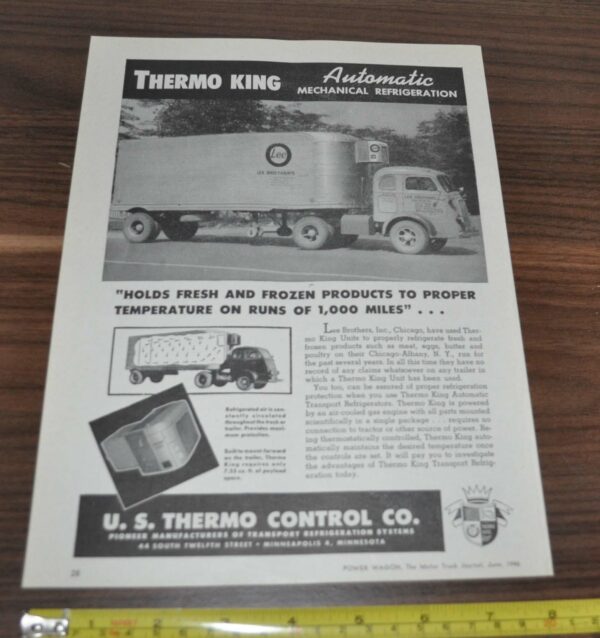 THERMO KING Automatic
MECHANICAL REFRIGERATION
Lee
LEE BROTHERS
"HOLDS FRESH AND FROZEN PRODUCTS TO PROPER
TEMPERATURE ON RUNS OF 1,000 MILES" . . .
Lee Brothers, Inc., Chicago, have used Ther-
mo King Units to properly refrigerate fresh and
frozen products such as meat, eggs, butter and
poultry on their Chicago-Albany, N. Y., run for
the past several years. In all this time they have no
record of any claims whatsoever on any trailer in
which a Thermo King Unit has been used.
You too, can be assured of proper refrigeration
protection when you use Thermo King Automatic
Transport Refrigerators. Thermo King is powered
by an air-cooled gas engine with all parts mounted
scientifically in a single package . . . requires no
connection to tractor or other source of power. Be-
ing thermostatically controlled, Thermo King auto-
matically maintains the desired temperature once
the controls are set. It will pay you to investigate
the advantages of Thermo King Transport Refrig-
eration today.
Refrigerated air is con-
stantly circulated
throughout the truck or
trailer. Provides maxi-
mum protection.
Built to mount forward
on the trailer, Thermo
King requires only
7.35 cu. ft. of payload
space.
U. S. THERMO CONTROL CO.
PIONEER MANUFACTURERS OF TRANSPORT REFRIGERATION SYSTEMS
44 SOUTH TWELFTH STREET • MINNEAPOLIS 4, MINNESOTA
28
POWER WAGON, The Motor Truck Journal, June, 1946
1 2 3 4 5 6 7 8